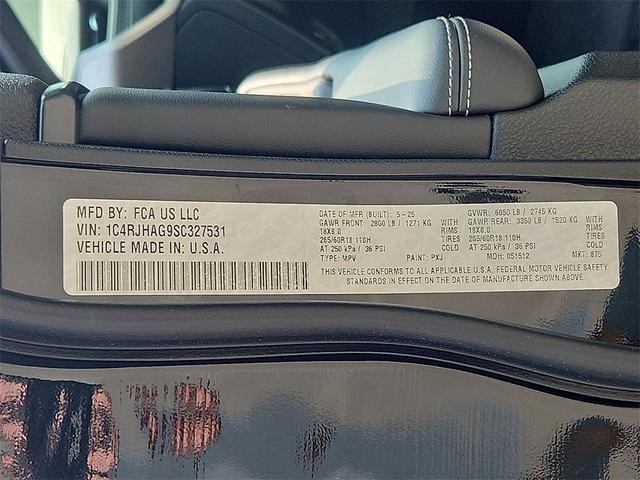 MFD BY: FCA US LLC
VIN: 1C4RJHAG9SC327531
VEHICLE MADE IN: U.S.A.
DATE OF MFR (BUILT): 5-25
GAWR FRONT: 2800 LB / 1271 KG WITH
18X8.0 RIMS
265/60R18 110H TIRES
AT 250 kPa / 36 PSI
TYPE: MPV PAINT: PXJ
GVWR: 6050 LB / 2745 KG
GAWR REAR: 3350 LB / 1520 KG WITH
18X8.0 RIMS
265/60R18 110H TIRES
AT 250 kPa / 36 PSI
MDH: 051512 MKT: 875
THIS VEHICLE CONFORMS TO ALL APPLICABLE U.S.A. FEDERAL MOTOR VEHICLE SAFETY
STANDARDS IN EFFECT ON THE DATE OF MANUFACTURE SHOWN ABOVE.